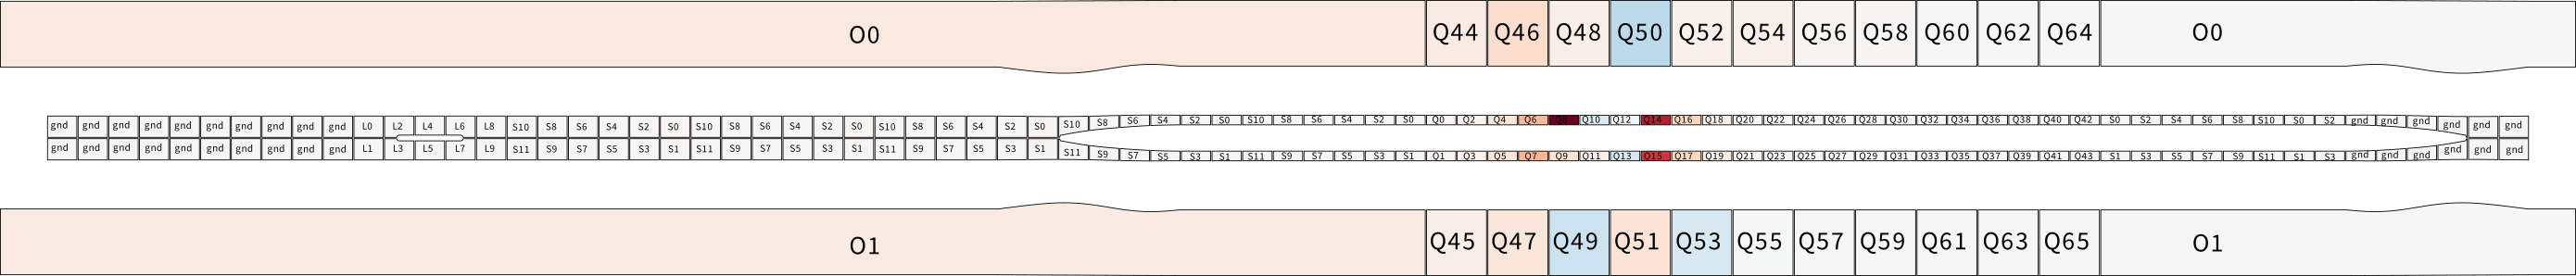 O0 Q44 Q46 Q48 Q50 Q52 Q54 Q56 Q58 Q60 Q62 Q64 O0
gnd gnd gnd gnd gnd gnd gnd gnd gnd gnd L0 L2 L4 L6 L8 S10 S8 S6 S4 S2 S0 S10 S8 S6 S4 S2 S0 S10 S8 S6 S4 S2 S0 S10 S8 S6 S4 S2 S0 S10 S8 S6 S4 S2 S0 Q0 Q2 Q4 Q6 Q8 Q10 Q12 Q14 Q16 Q18 Q20 Q22 Q24 Q26 Q28 Q30 Q32 Q34 Q36 Q38 Q40 Q42 S0 S2 S4 S6 S8 S10 S0 S2 gnd gnd gnd gnd gnd gnd
gnd gnd gnd gnd gnd gnd gnd gnd gnd gnd L1 L3 L5 L7 L9 S11 S9 S7 S5 S3 S1 S11 S9 S7 S5 S3 S1 S11 S9 S7 S5 S3 S1 S11 S9 S7 S5 S3 S1 S11 S9 S7 S5 S3 S1 Q1 Q3 Q5 Q7 Q9 Q11 Q13 Q15 Q17 Q19 Q21 Q23 Q25 Q27 Q29 Q31 Q33 Q35 Q37 Q39 Q41 Q43 S1 S3 S5 S7 S9 S11 S1 S3 gnd gnd gnd gnd gnd gnd
O1 Q45 Q47 Q49 Q51 Q53 Q55 Q57 Q59 Q61 Q63 Q65 O1